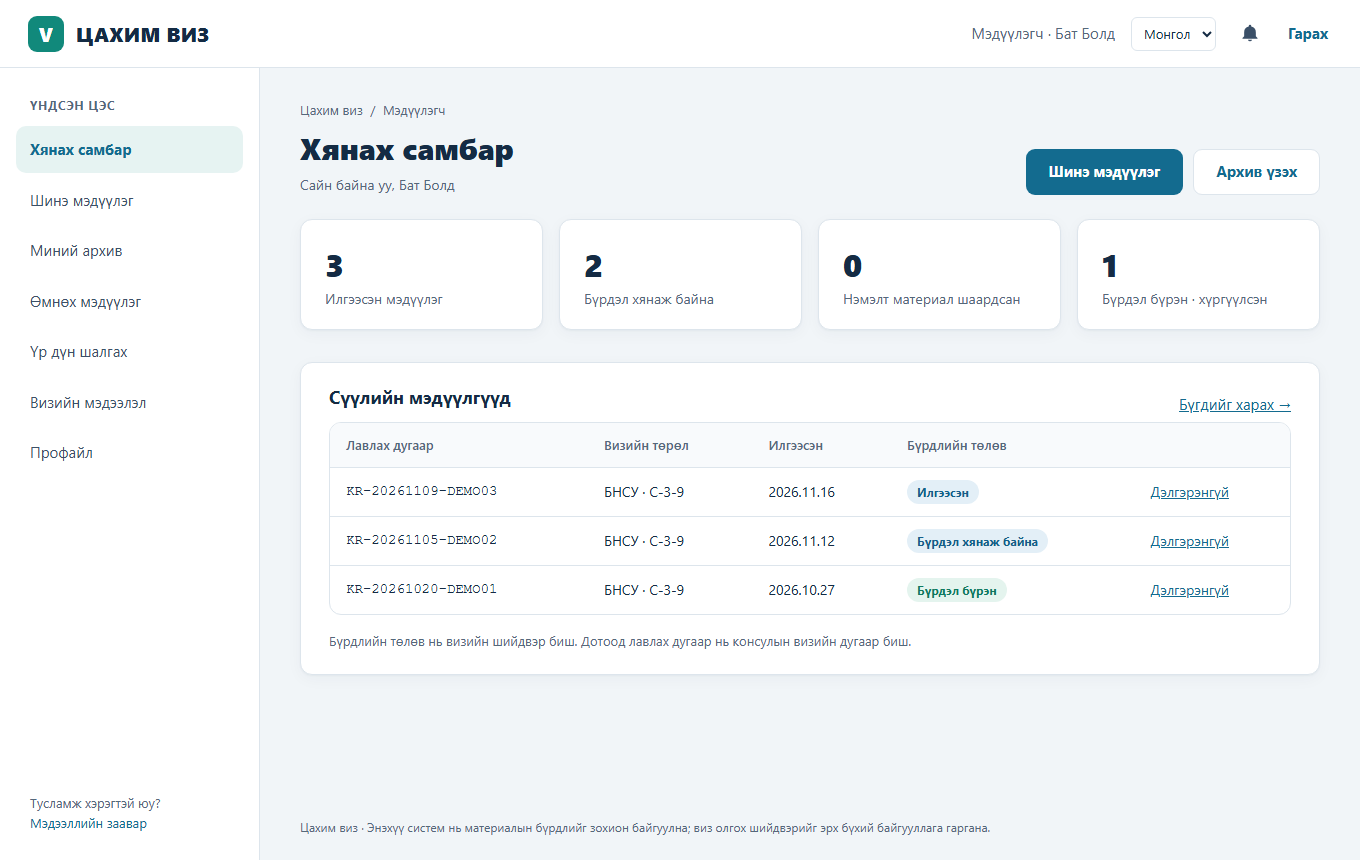 V ЦАХИМ ВИЗ
Мэдүүлэгч · Бат Болд
Монгол
Гарах
ҮНДСЭН ЦЭС
Хянах самбар
Шинэ мэдүүлэг
Миний архив
Өмнөх мэдүүлэг
Үр дүн шалгах
Визийн мэдээлэл
Профайл
Тусламж хэрэгтэй юу?
Мэдээллийн заавар
Цахим виз / Мэдүүлэгч
Хянах самбар
Сайн байна уу, Бат Болд
Шинэ мэдүүлэг
Архив үзэх
3
Илгээсэн мэдүүлэг
2
Бүрдэл хянаж байна
0
Нэмэлт материал шаардсан
1
Бүрдэл бүрэн · хүргүүлсэн
Сүүлийн мэдүүлгүүд
Бүгдийг харах →
Лавлах дугаар Визийн төрөл Илгээсэн Бүрдлийн төлөв
KR-20261109-DEMO03 БНСУ · C-3-9 2026.11.16 Илгээсэн Дэлгэрэнгүй
KR-20261105-DEMO02 БНСУ · C-3-9 2026.11.12 Бүрдэл хянаж байна Дэлгэрэнгүй
KR-20261020-DEMO01 БНСУ · C-3-9 2026.10.27 Бүрдэл бүрэн Дэлгэрэнгүй
Бүрдлийн төлөв нь визийн шийдвэр биш. Дотоод лавлах дугаар нь консулын визийн дугаар биш.
Цахим виз · Энэхүү систем нь материалын бүрдлийг зохион байгуулна; виз олгох шийдвэрийг эрх бүхий байгууллага гаргана.